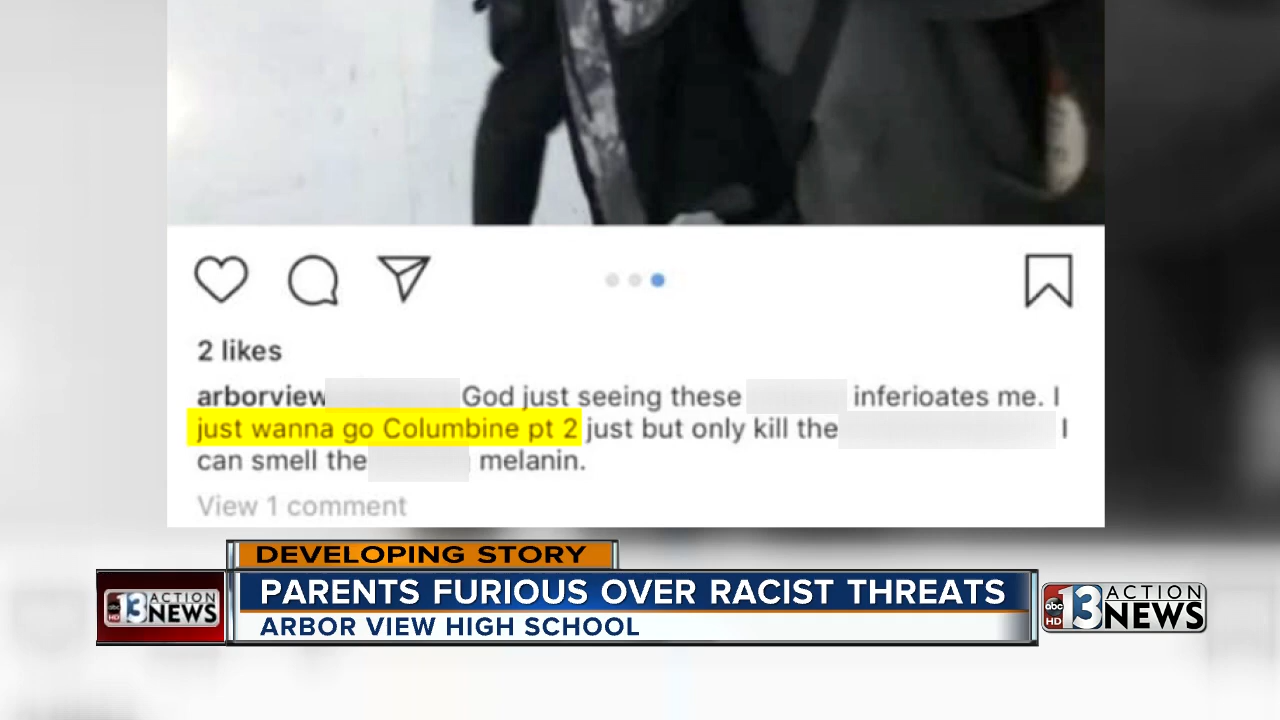 2 likes
arborview God just seeing these inferioates me. I
just wanna go Columbine pt 2 just but only kill the I
can smell the melanin.
View 1 comment
DEVELOPING STORY
abc HD 13 ACTION NEWS
PARENTS FURIOUS OVER RACIST THREATS
ARBOR VIEW HIGH SCHOOL
abc HD 13 ACTION NEWS